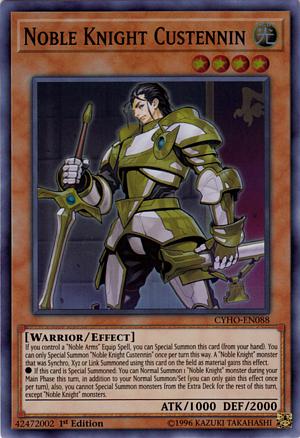 NOBLE KNIGHT CUSTENNIN
CYHO-EN088
[WARRIOR/EFFECT]
If you control a "Noble Arms" Equip Spell, you can Special Summon this card (from your hand). You can
only Special Summon "Noble Knight Custennin" once per turn this way. A "Noble Knight" monster
that was Synchro, Xyz or Link Summoned using this card on the field as material gains this effect.
● If this card is Special Summoned: You can Normal Summon 1 "Noble Knight" monster during your
Main Phase this turn, in addition to your Normal Summon/Set (you can only gain this effect once
per turn), also, you cannot Special Summon monsters from the Extra Deck for the rest of this turn,
except "Noble Knight" monsters.
ATK/1000 DEF/2000
42472002 1st Edition ©1996 KAZUKI TAKAHASHI